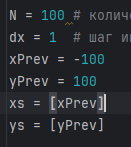 N = 100 # количе
dx = 1 # шаг и
xPrev = -100
yPrev = 100
xs = [xPrev]
ys = [yPrev]